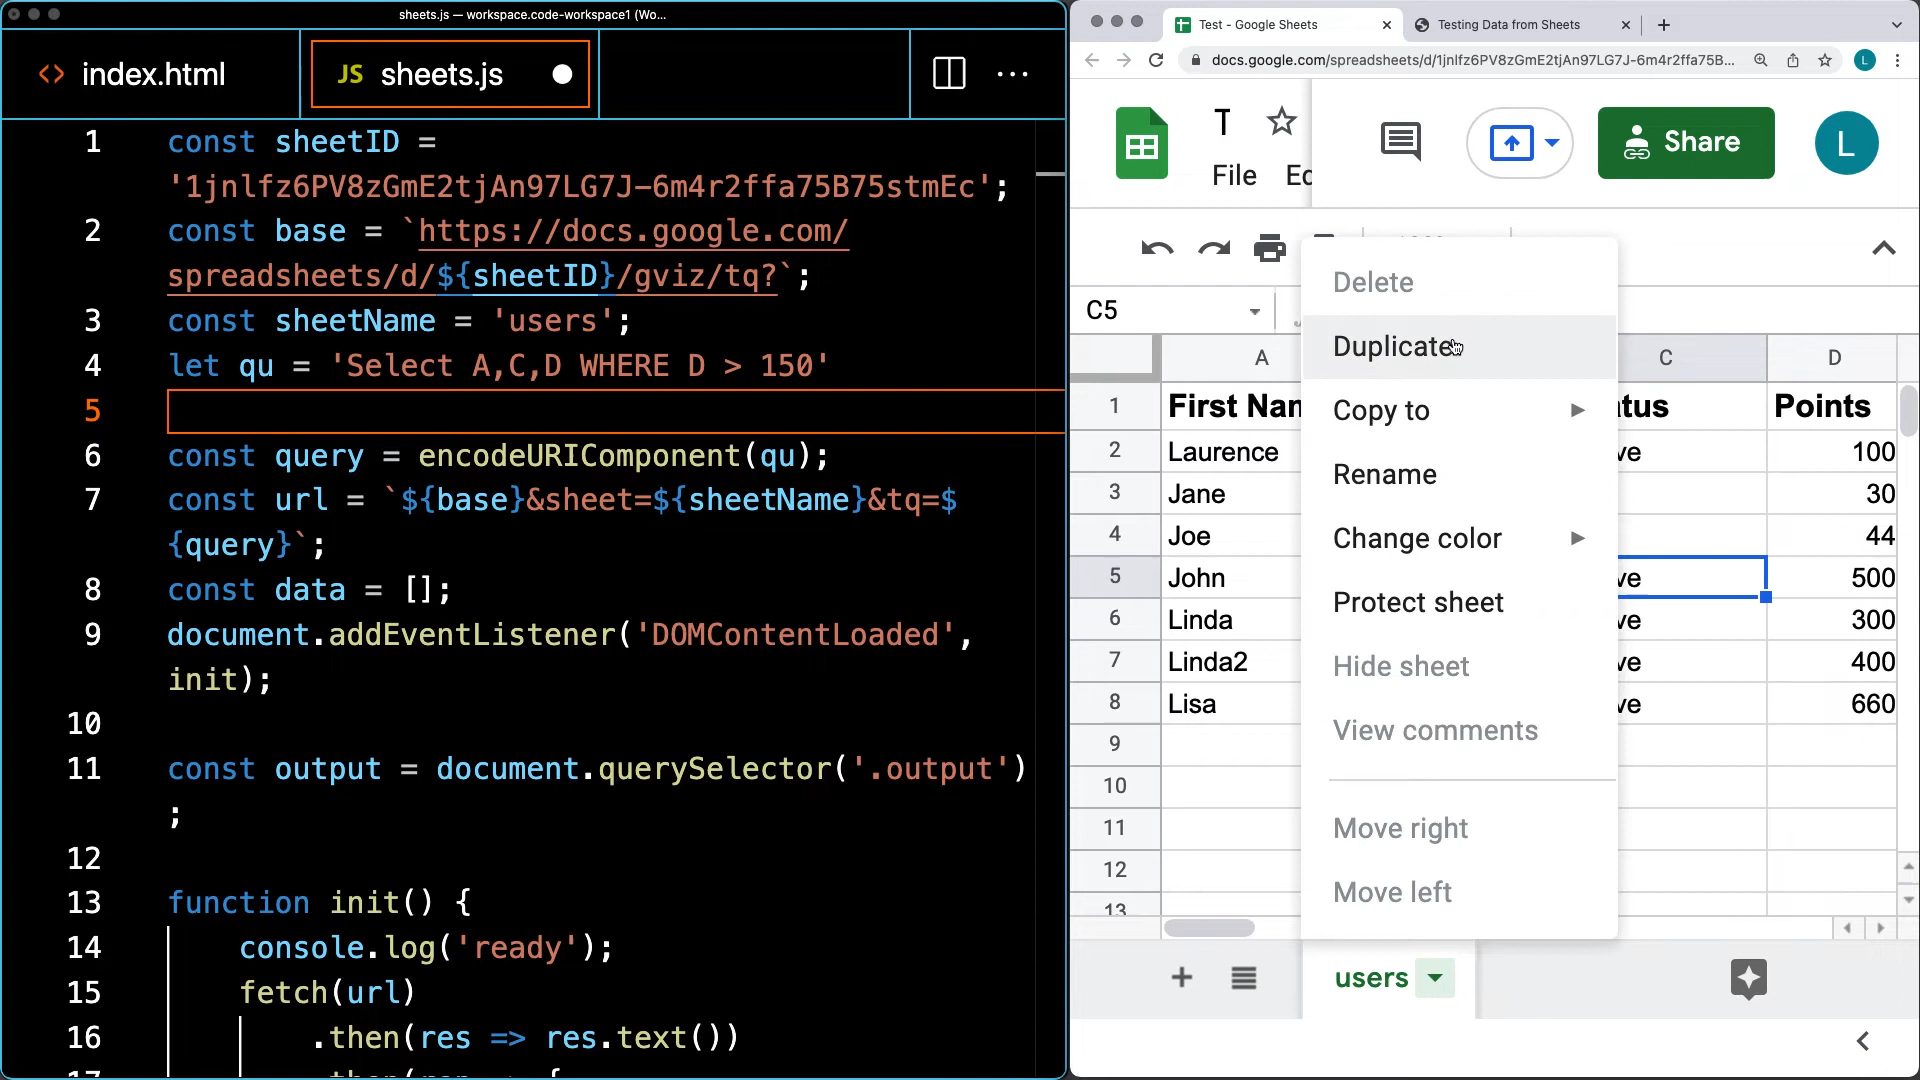 sheets.js — workspace.code-workspace1 (Wo...
index.html
JS sheets.js
1 const sheetID =
'1jnlfz6PV8zGmE2tjAn97LG7J-6m4r2ffa75B75stmEc';
2 const base = `https://docs.google.com/
spreadsheets/d/${sheetID}/gviz/tq?`;
3 const sheetName = 'users';
4 let qu = 'Select A,C,D WHERE D > 150'
5
6 const query = encodeURIComponent(qu);
7 const url = `${base}&sheet=${sheetName}&tq=$
{query}`;
8 const data = [];
9 document.addEventListener('DOMContentLoaded',
init);
10
11 const output = document.querySelector('.output')
;
12
13 function init() {
14 console.log('ready');
15 fetch(url)
16 .then(res => res.text())
17
Test - Google Sheets
Testing Data from Sheets
docs.google.com/spreadsheets/d/1jnlfz6PV8zGmE2tjAn97LG7J-6m4r2ffa75B...
L
T
File Ed
Share
L
C5
A C D
1 First Nan tus Points
2 Laurence ve 100
3 Jane 30
4 Joe 44
5 John ve 500
6 Linda ve 300
7 Linda2 ve 400
8 Lisa ve 660
9
10
11
12
13
Delete
Duplicate
Copy to
Rename
Change color
Protect sheet
Hide sheet
View comments
Move right
Move left
users